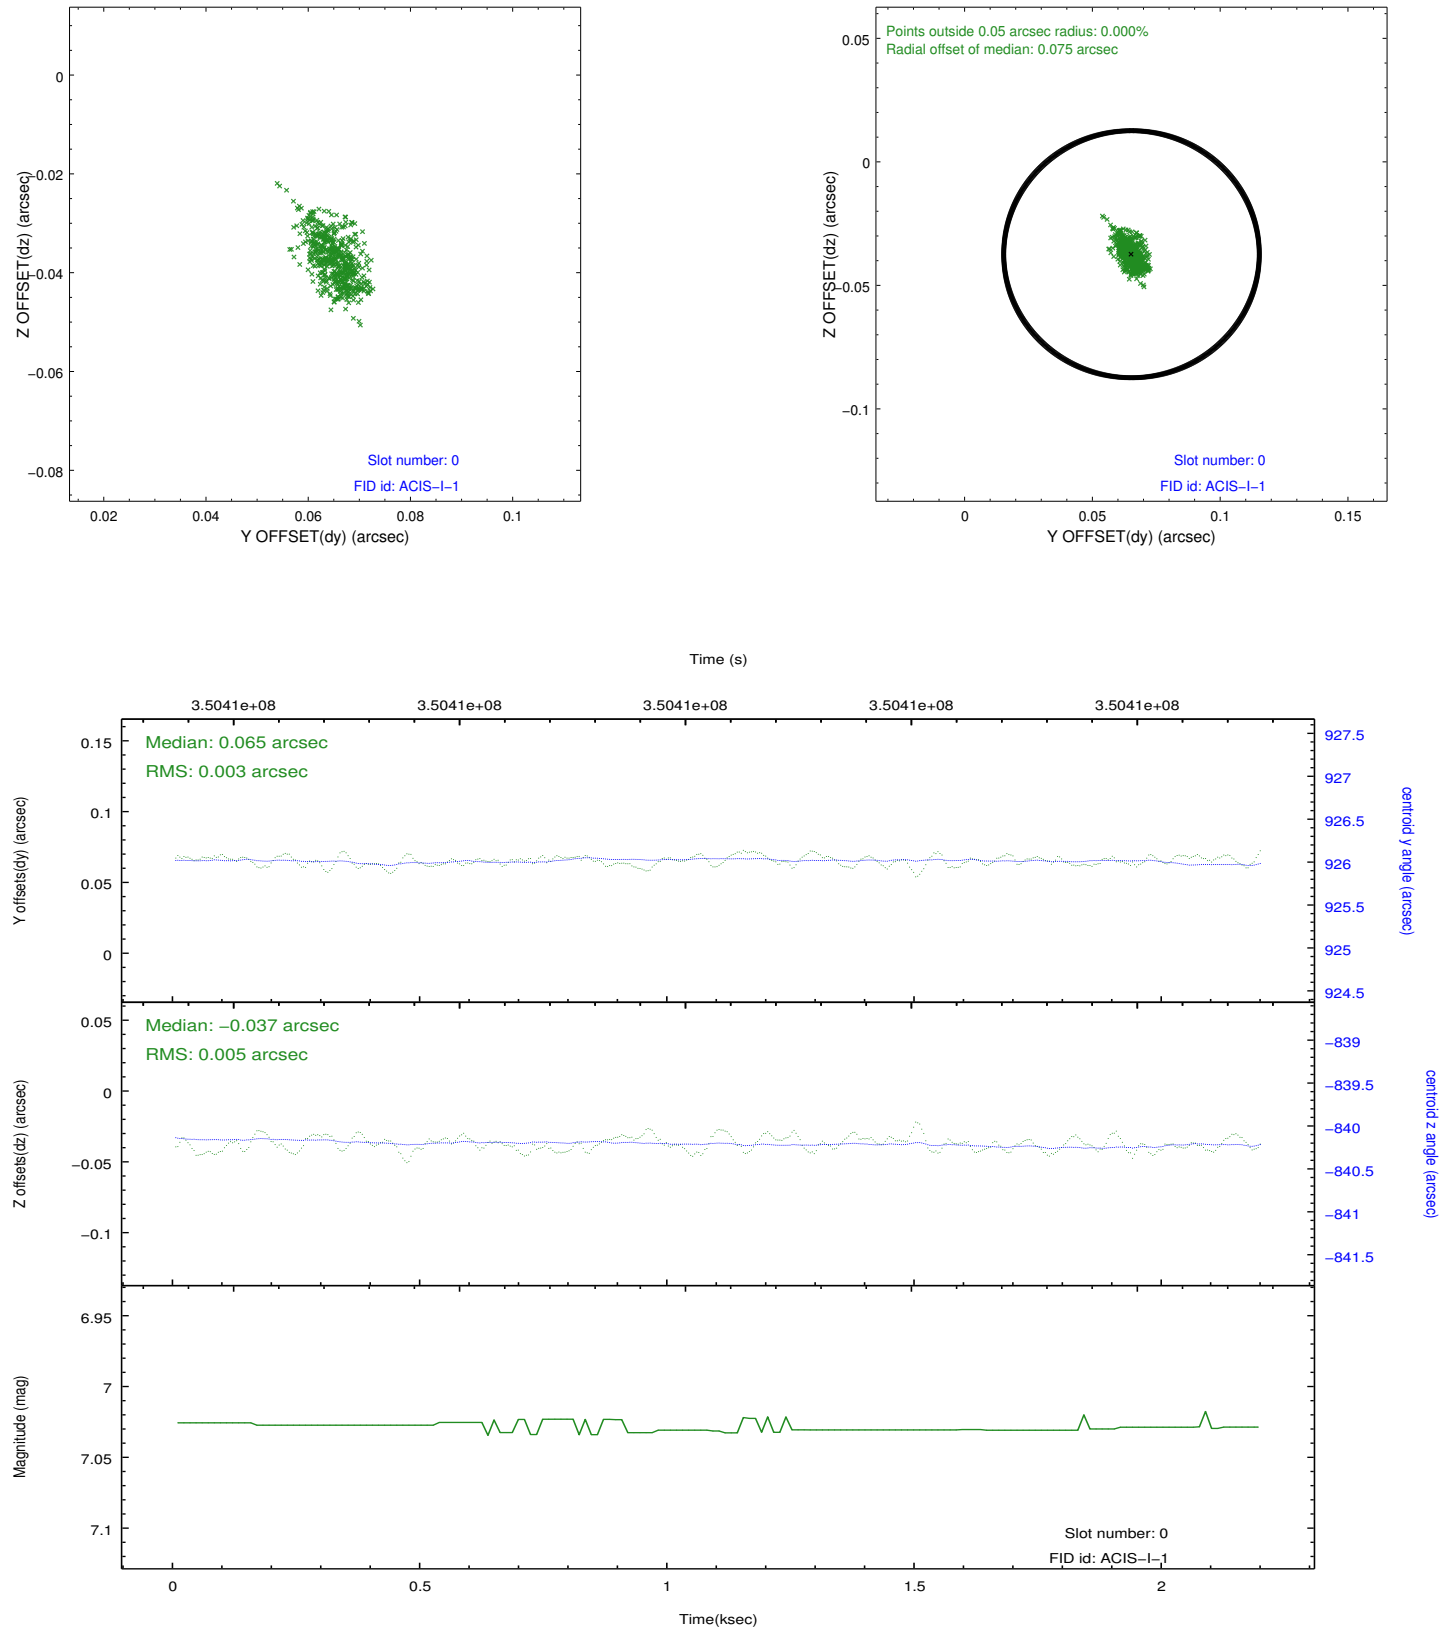 0
−0.02
−0.04
−0.06
−0.08
Z OFFSET(dz) (arcsec)
Slot number: 0
FID id: ACIS−I−1
0.02 0.04 0.06 0.08 0.1
Y OFFSET(dy) (arcsec)
Points outside 0.05 arcsec radius: 0.000%
Radial offset of median: 0.075 arcsec
0.05
0
−0.05
−0.1
Z OFFSET(dz) (arcsec)
Slot number: 0
FID id: ACIS−I−1
0 0.05 0.1 0.15
Y OFFSET(dy) (arcsec)
Time (s)
3.5041e+08 3.5041e+08 3.5041e+08 3.5041e+08 3.5041e+08
Median: 0.065 arcsec
RMS: 0.003 arcsec
0.15
0.1
0.05
0
Y offsets(dy) (arcsec)
927.5
927
926.5
926
925.5
925
924.5
centroid y angle (arcsec)
Median: −0.037 arcsec
RMS: 0.005 arcsec
0.05
0
−0.05
−0.1
Z offsets(dz) (arcsec)
−839
−839.5
−840
−840.5
−841
−841.5
centroid z angle (arcsec)
6.95
7
7.05
7.1
Magnitude (mag)
Slot number: 0
FID id: ACIS−I−1
0 0.5 1 1.5 2
Time(ksec)